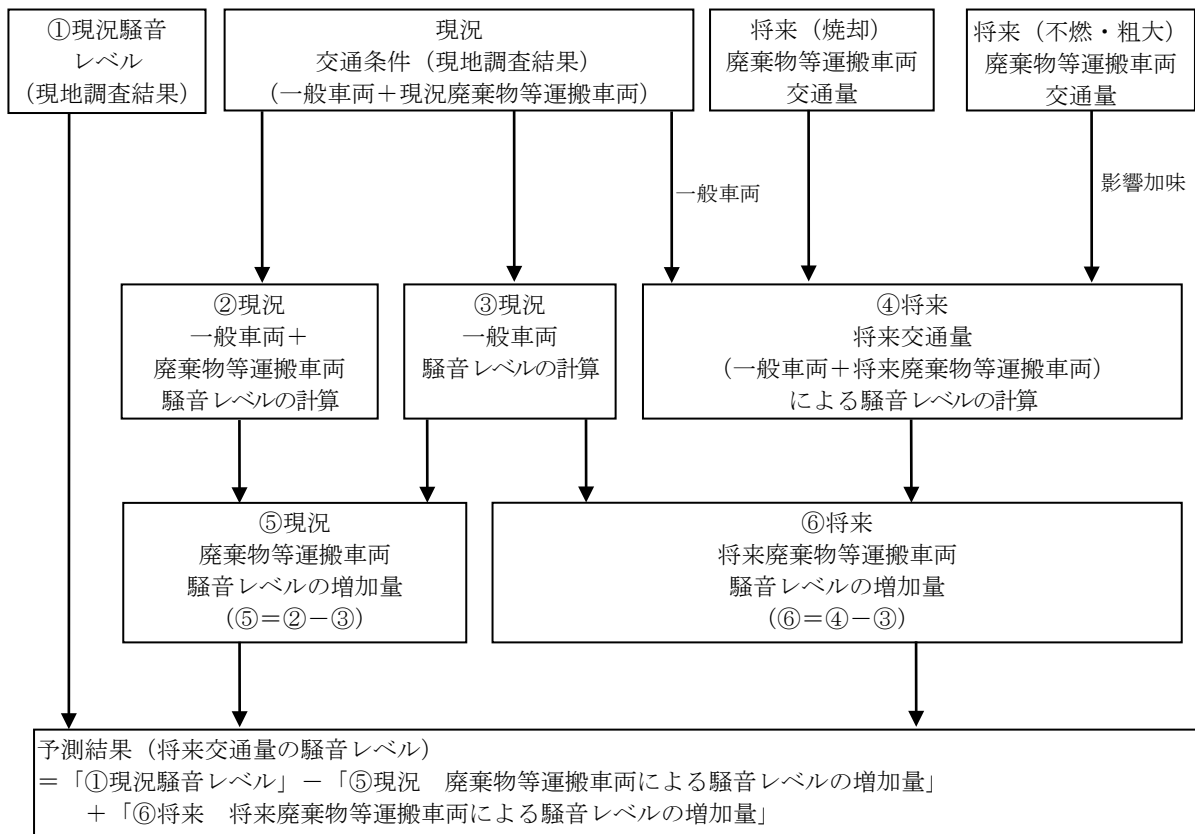 ①現況騒音
レベル
(現地調査結果)
現況
交通条件（現地調査結果）
(一般車両＋現況廃棄物等運搬車両)
将来（焼却）
廃棄物等運搬車両
交通量
将来（不燃・粗大）
廃棄物等運搬車両
交通量
一般車両
影響加味
②現況
一般車両＋
廃棄物等運搬車両
騒音レベルの計算
③現況
一般車両
騒音レベルの計算
④将来
将来交通量
(一般車両＋将来廃棄物等運搬車両)
による騒音レベルの計算
⑤現況
廃棄物等運搬車両
騒音レベルの増加量
(⑤＝②－③)
⑥将来
将来廃棄物等運搬車両
騒音レベルの増加量
(⑥＝④－③)
予測結果（将来交通量の騒音レベル）
＝「①現況騒音レベル」－「⑤現況　廃棄物等運搬車両による騒音レベルの増加量」
＋「⑥将来　将来廃棄物等運搬車両による騒音レベルの増加量」